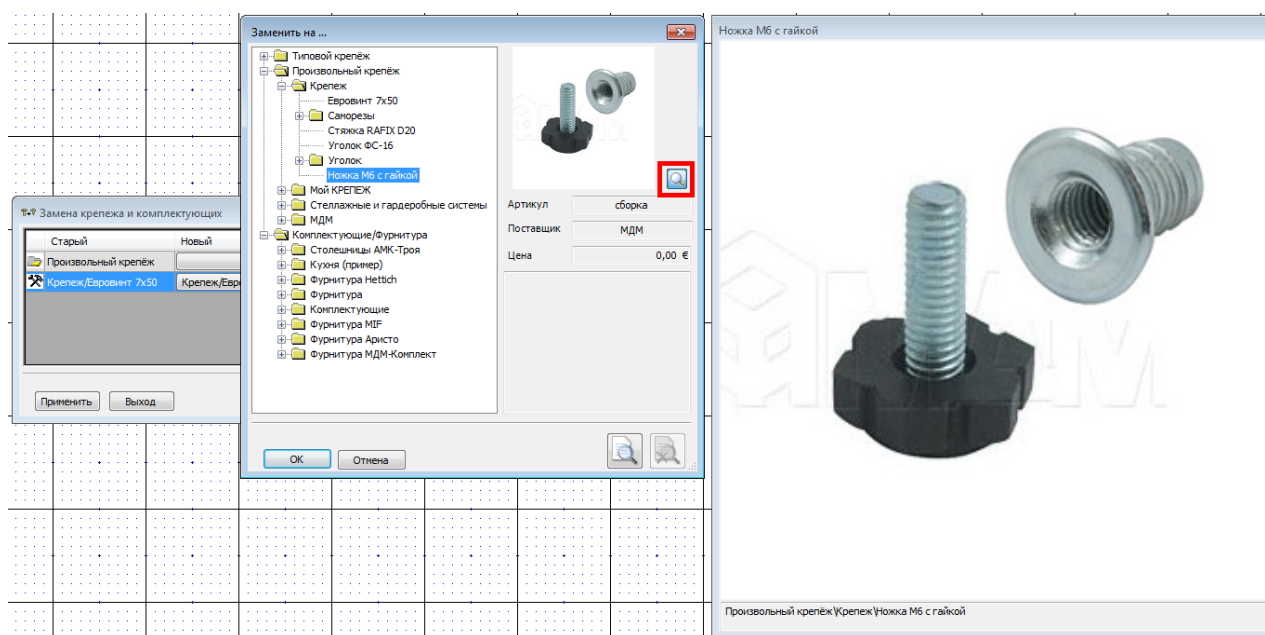 Замена крепежа и комплектующих
Старый Новый
Произвольный крепёж
Крепеж/Евровинт 7x50 Крепеж/Евр
Применить Выход
Заменить на ...
Типовой крепёж
Произвольный крепёж
Крепеж
Евровинт 7x50
Саморезы
Стяжка RAFIX D20
Уголок ФС-16
Уголок
Ножка М6 с гайкой
Мой КРЕПЕЖ
Стеллажные и гардеробные системы
МДМ
Комплектующие/Фурнитура
Столешницы АМК-Троя
Кухня (пример)
Фурнитура Hettich
Фурнитура
Комплектующие
Фурнитура MIF
Фурнитура Аристо
Фурнитура МДМ-Комплект
Артикул сборка
Поставщик МДМ
Цена 0,00 €
ОК Отмена
Ножка М6 с гайкой
МДМ
Произвольный крепёж\Крепеж\Ножка М6 с гайкой